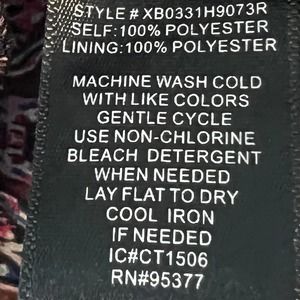 STYLE # XB0331H9073R
SELF:100% POLYESTER
LINING:100% POLYESTER
MACHINE WASH COLD
WITH LIKE COLORS
GENTLE CYCLE
USE NON-CHLORINE
BLEACH DETERGENT
WHEN NEEDED
LAY FLAT TO DRY
COOL IRON
IF NEEDED
IC#CT1506
RN#95377